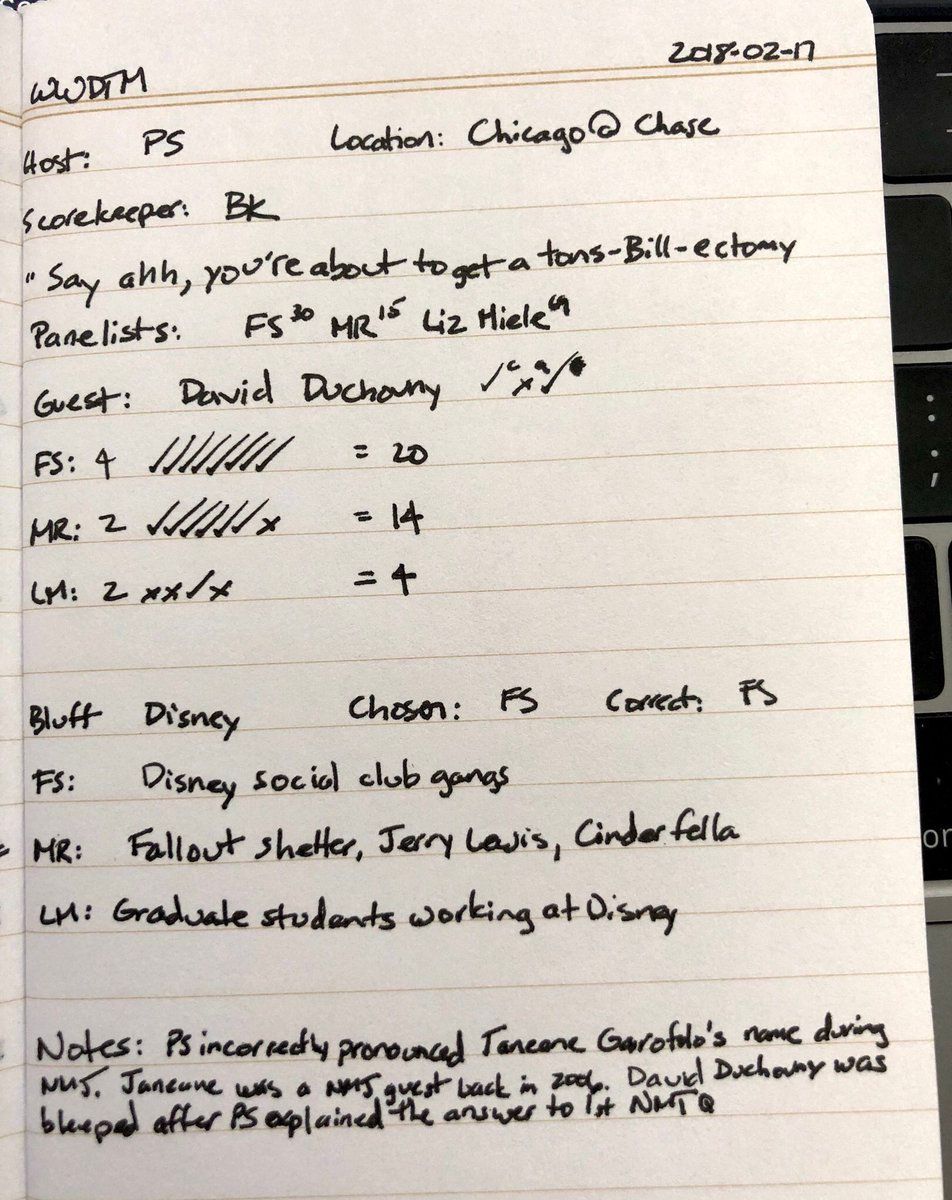 2018-02-17
WWDTM
Host: PS Location: Chicago @ Chase
Scorekeeper: BK
"Say ahh, you're about to get a tons-Bill-ectomy
Panelists: FS 30 MR 15 Liz Miele 69
Guest: David Duchovny ✓ c x a ✓
FS: 4 ✓✓✓✓✓✓✓✓ = 20
MR: 2 ✓✓✓✓✓✓x = 14
LM: 2 xx✓x = 4
Bluff Disney Chosen: FS Correct: FS
FS: Disney social club gangs
MR: Fallout shelter, Jerry Lewis, Cinderfella
LM: Graduate students working at Disney
Notes: PS incorrectly pronounced Janeane Garofolo's name during
NMJ. Janeane was a NMJ guest back in 2006. David Duchovny was
bleeped after PS explained the answer to 1st NMJ Q
or
:
;